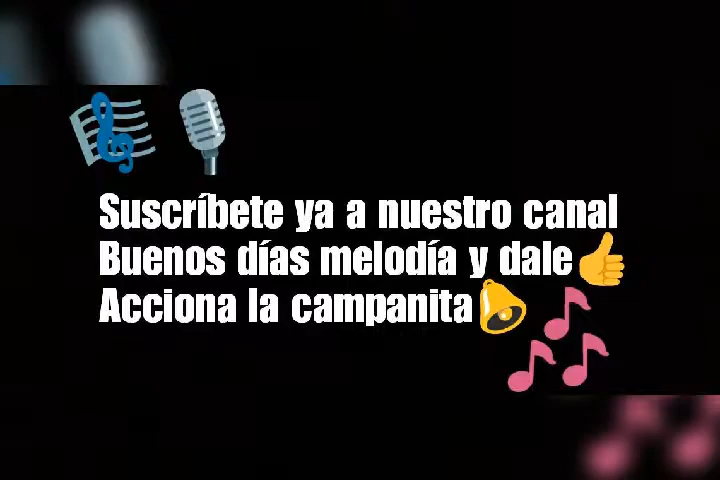 Suscríbete ya a nuestro canal
Buenos días melodía y dale👍
Acciona la campanita🔔